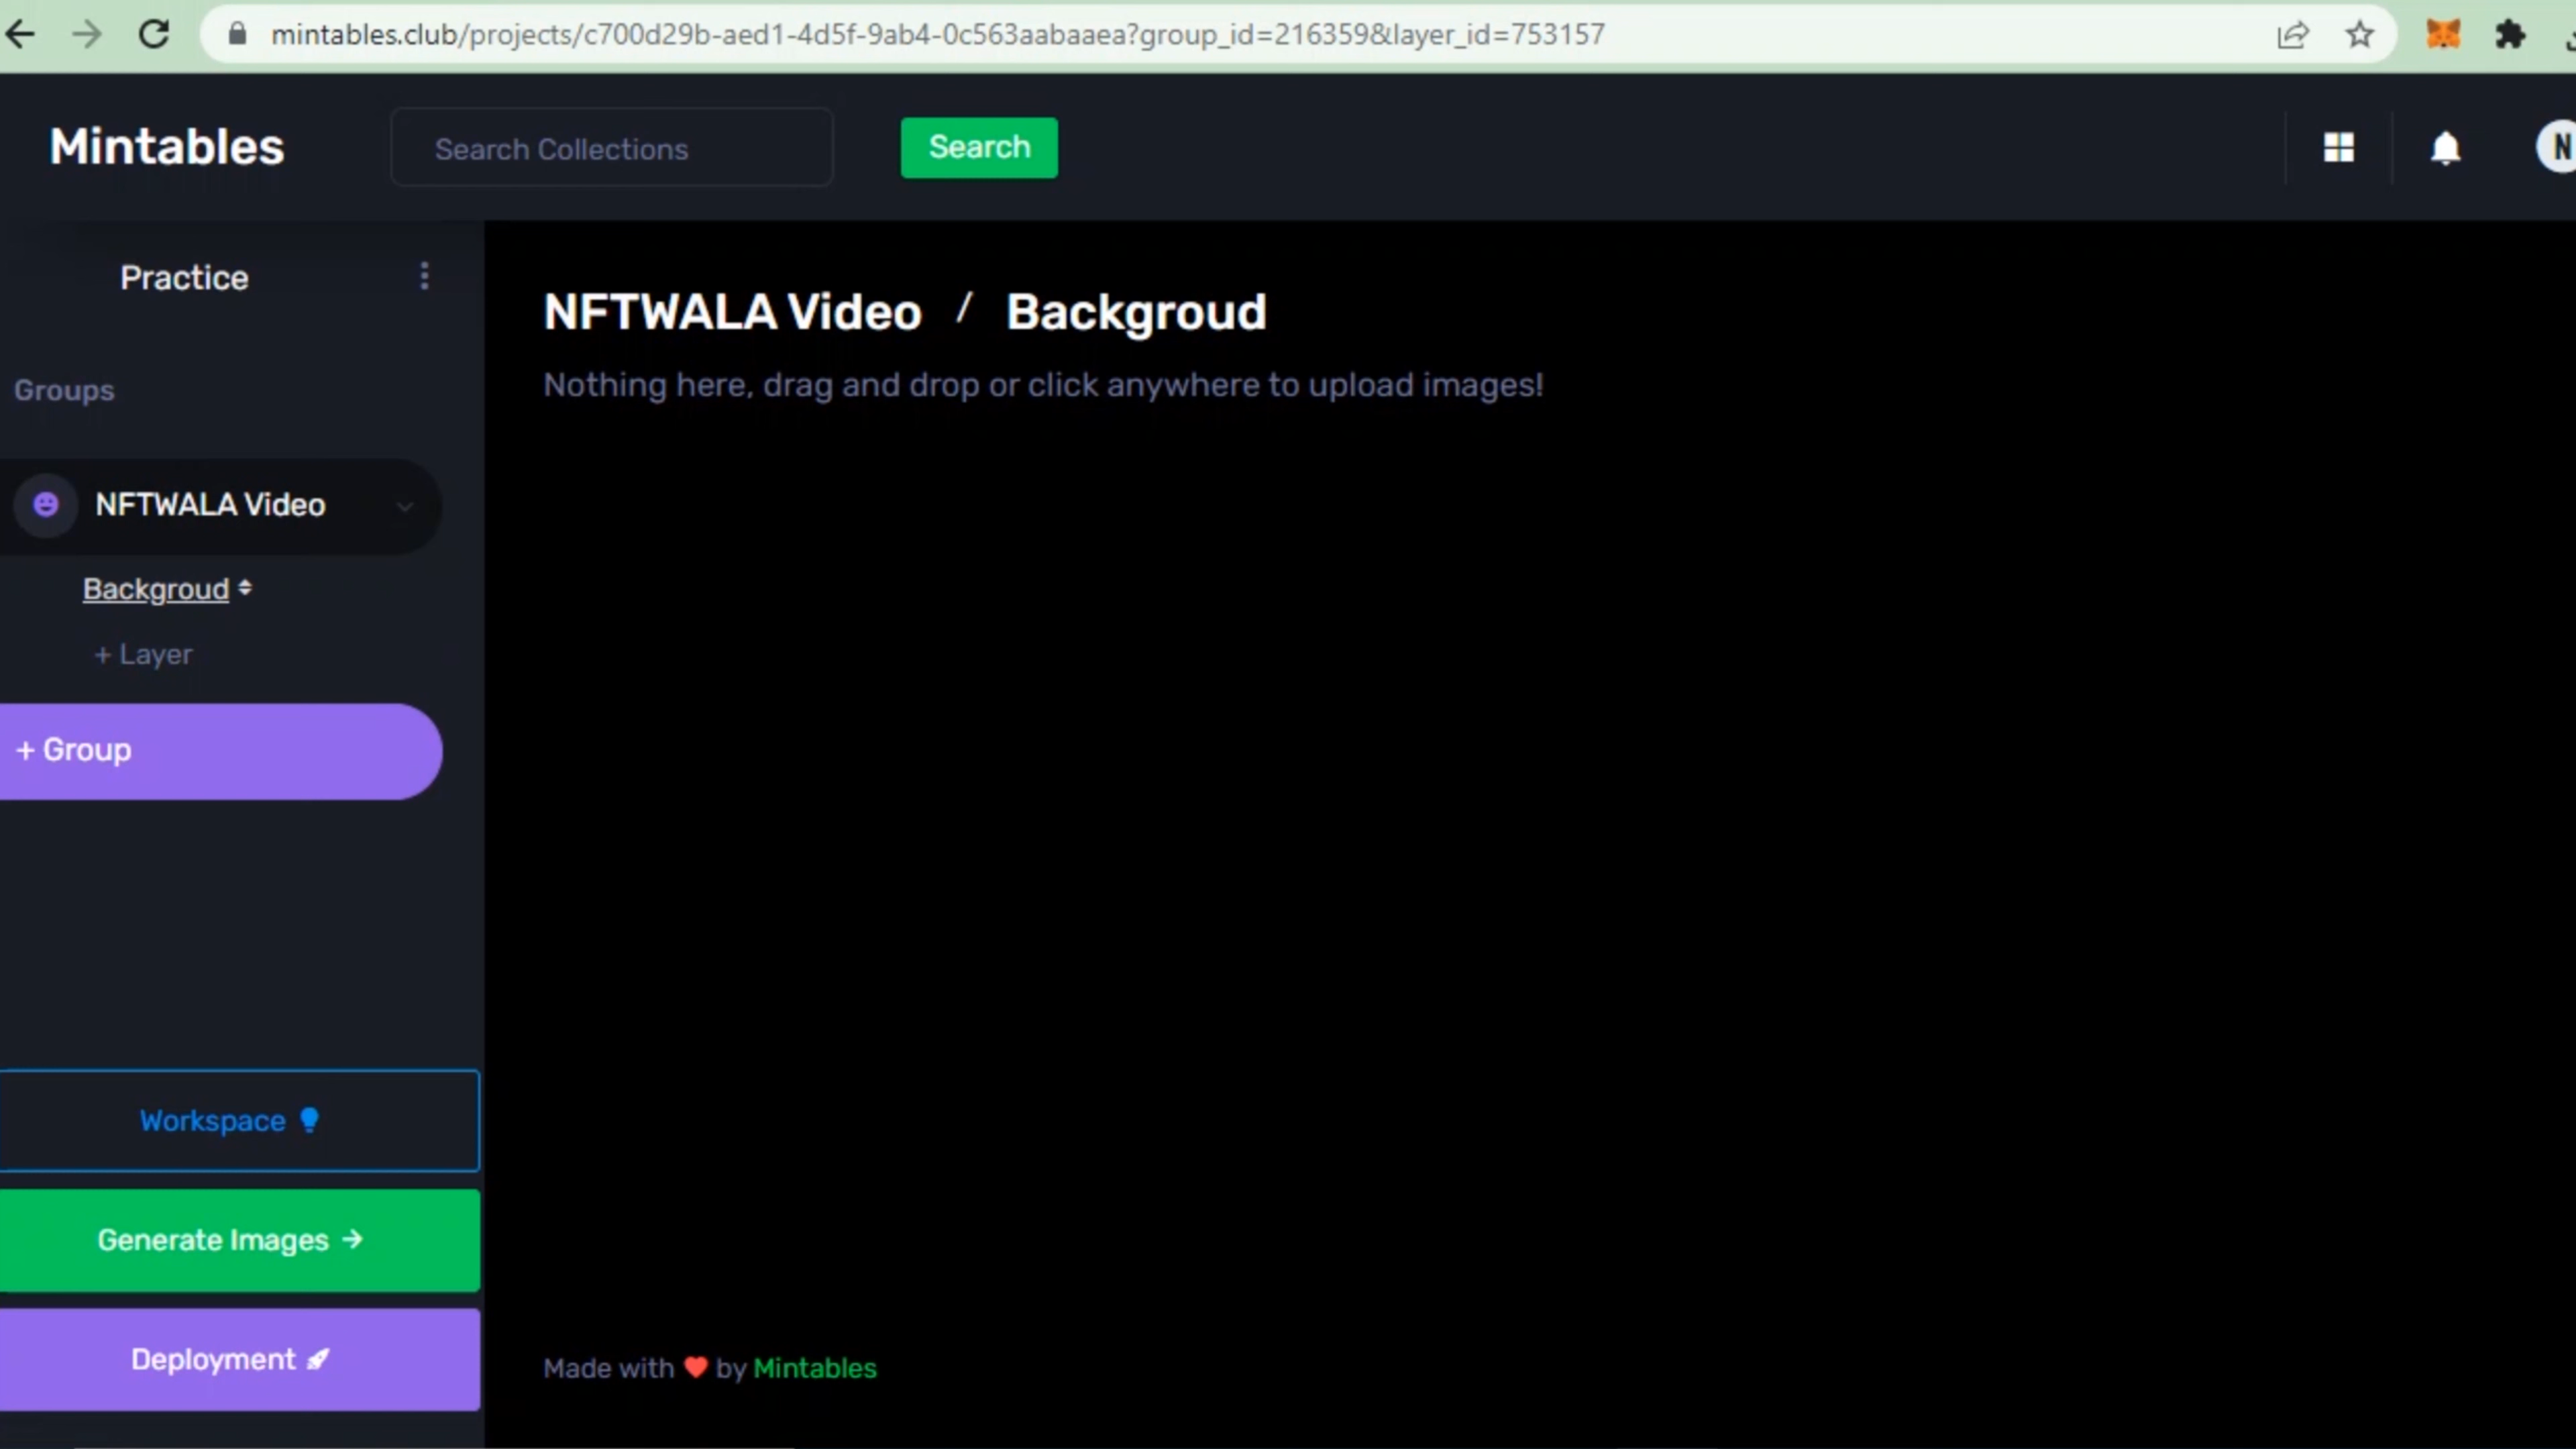 mintables.club/projects/c700d29b-aed1-4d5f-9ab4-0c563aabaaea?group_id=216359&layer_id=753157
Mintables
Search Collections
Search
N
Practice
Groups
NFTWALA Video
Backgroud
+ Layer
+ Group
Workspace
Generate Images →
Deployment
NFTWALA Video / Backgroud
Nothing here, drag and drop or click anywhere to upload images!
Made with ❤ by Mintables